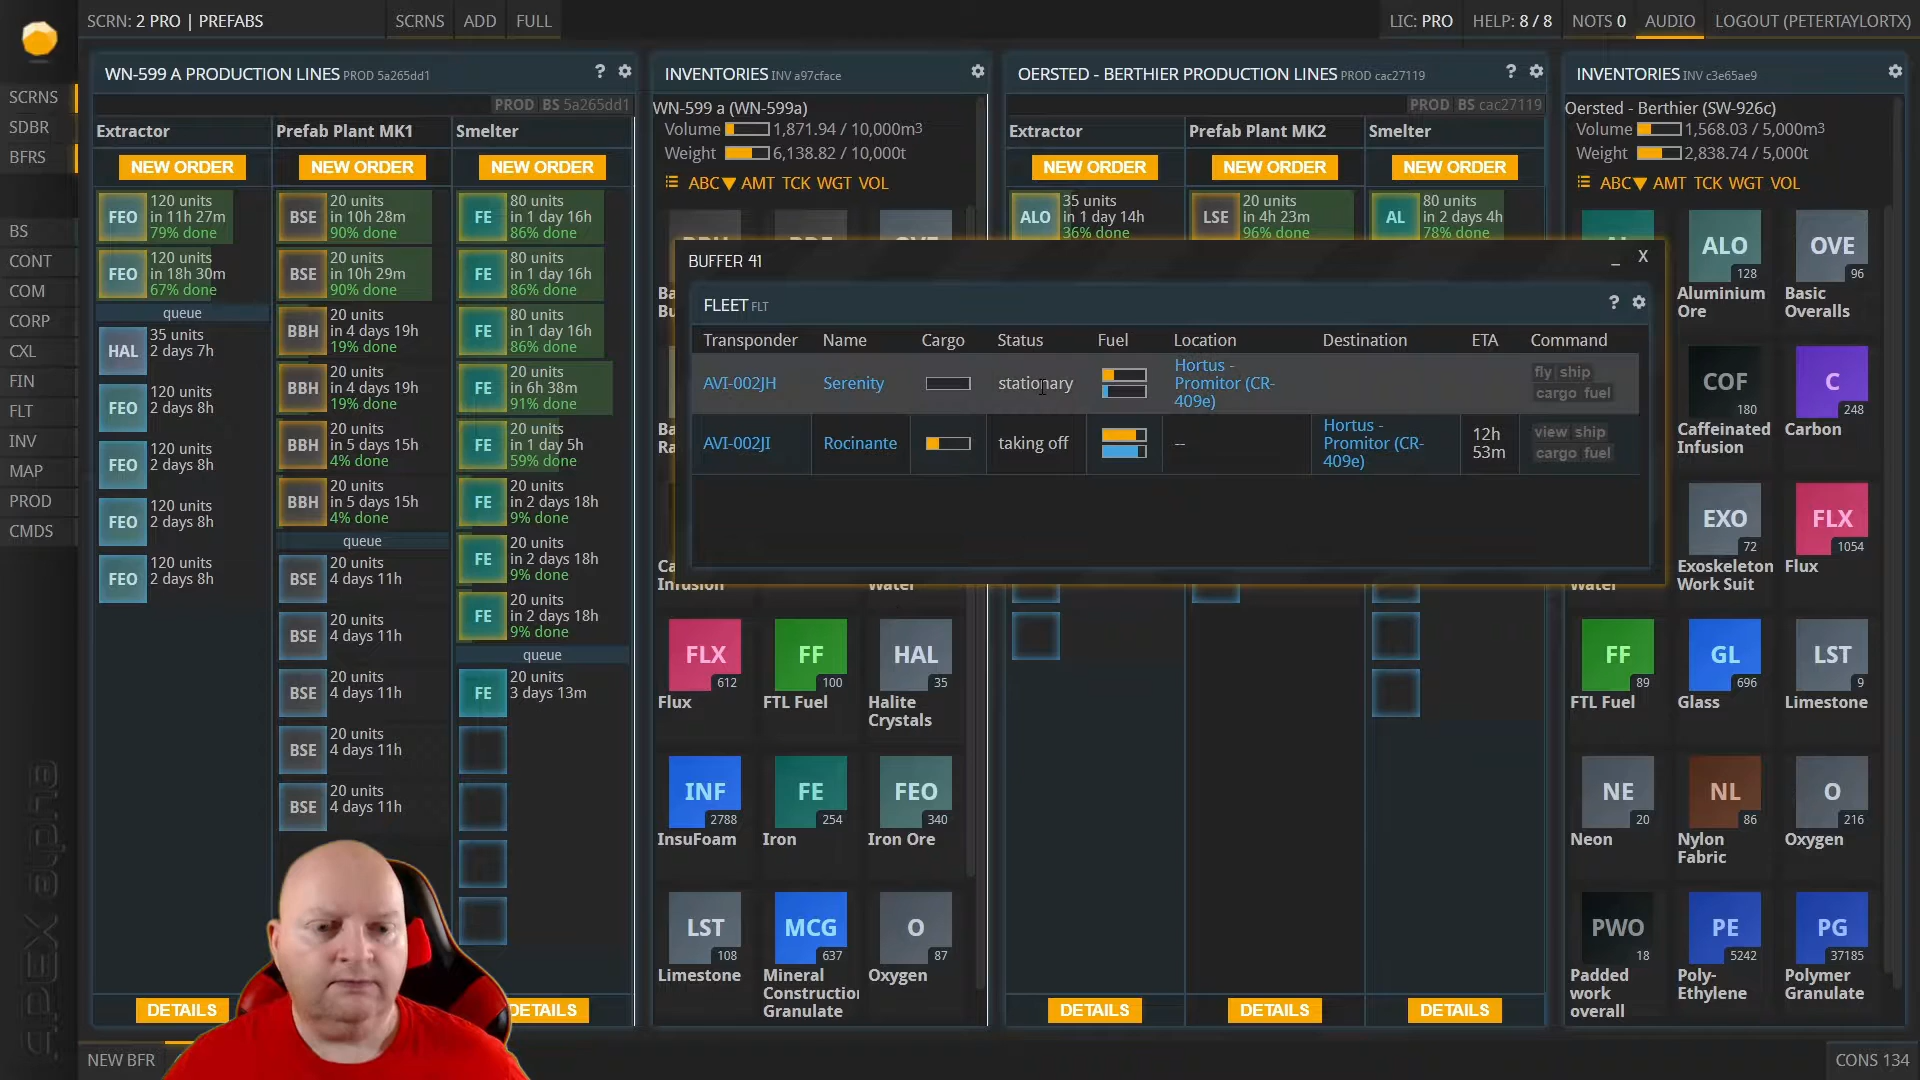 SCRN: 2 PRO | PREFABS
SCRNS
ADD
FULL
LIC: PRO
HELP: 8 / 8
NOTS 0
AUDIO
LOGOUT (PETERTAYLORTX)
SCRNS
SDBR
BFRS
BS
CONT
COM
CORP
CXL
FIN
FLT
INV
MAP
PROD
CMDS
APEX alpha
WN-599 A PRODUCTION LINES PROD 5a265dd1
?
PROD BS 5a265dd1
Extractor
NEW ORDER
FEO
120 units
in 11h 27m
79% done
FEO
120 units
in 18h 30m
67% done
queue
HAL
35 units
2 days 7h
FEO
120 units
2 days 8h
FEO
120 units
2 days 8h
FEO
120 units
2 days 8h
FEO
120 units
2 days 8h
DETAILS
Prefab Plant MK1
NEW ORDER
BSE
20 units
in 10h 28m
90% done
BSE
20 units
in 10h 29m
90% done
BBH
20 units
in 4 days 19h
19% done
BBH
20 units
in 4 days 19h
19% done
BBH
20 units
in 5 days 15h
4% done
BBH
20 units
in 5 days 15h
4% done
queue
BSE
20 units
4 days 11h
BSE
20 units
4 days 11h
BSE
20 units
4 days 11h
BSE
20 units
4 days 11h
BSE
20 units
4 days 11h
Smelter
NEW ORDER
FE
80 units
in 1 day 16h
86% done
FE
80 units
in 1 day 16h
86% done
FE
80 units
in 1 day 16h
86% done
FE
20 units
in 6h 38m
91% done
FE
20 units
in 1 day 5h
59% done
FE
20 units
in 2 days 18h
9% done
FE
20 units
in 2 days 18h
9% done
FE
20 units
in 2 days 18h
9% done
queue
FE
20 units
3 days 13m
DETAILS
INVENTORIES INV a97cface
WN-599 a (WN-599a)
Volume 1,871.94 / 10,000m3
Weight 6,138.82 / 10,000t
ABC AMT TCK WGT VOL
Infusion
Water
FLX
612
Flux
FF
100
FTL Fuel
HAL
35
Halite
Crystals
INF
2788
InsuFoam
FE
254
Iron
FEO
340
Iron Ore
LST
108
Limestone
MCG
637
Mineral
Construction
Granulate
O
87
Oxygen
OERSTED - BERTHIER PRODUCTION LINES PROD cac27119
?
PROD BS cac27119
Extractor
NEW ORDER
ALO
35 units
in 1 day 14h
36% done
DETAILS
Prefab Plant MK2
NEW ORDER
LSE
20 units
in 4h 23m
96% done
DETAILS
Smelter
NEW ORDER
AL
80 units
in 2 days 4h
78% done
DETAILS
BUFFER 41
_ X
FLEET FLT
?
Transponder Name Cargo Status Fuel Location Destination ETA Command
AVI-002JH
Serenity
stationary
Hortus -
Promitor (CR-
409e)
fly ship
cargo fuel
AVI-002JI
Rocinante
taking off
--
Hortus -
Promitor (CR-
409e)
12h
53m
view ship
cargo fuel
INVENTORIES INV c3e65ae9
Oersted - Berthier (SW-926c)
Volume 1,568.03 / 5,000m3
Weight 2,838.74 / 5,000t
ABC AMT TCK WGT VOL
ALO
128
Aluminium
Ore
OVE
96
Basic
Overalls
COF
180
Caffeinated
Infusion
C
248
Carbon
Water
EXO
72
Exoskeleton
Work Suit
FLX
1054
Flux
FF
89
FTL Fuel
GL
696
Glass
LST
9
Limestone
NE
20
Neon
NL
86
Nylon
Fabric
O
216
Oxygen
PWO
18
Padded
work
overall
PE
5242
Poly-
Ethylene
PG
37185
Polymer
Granulate
NEW BFR
CONS 134